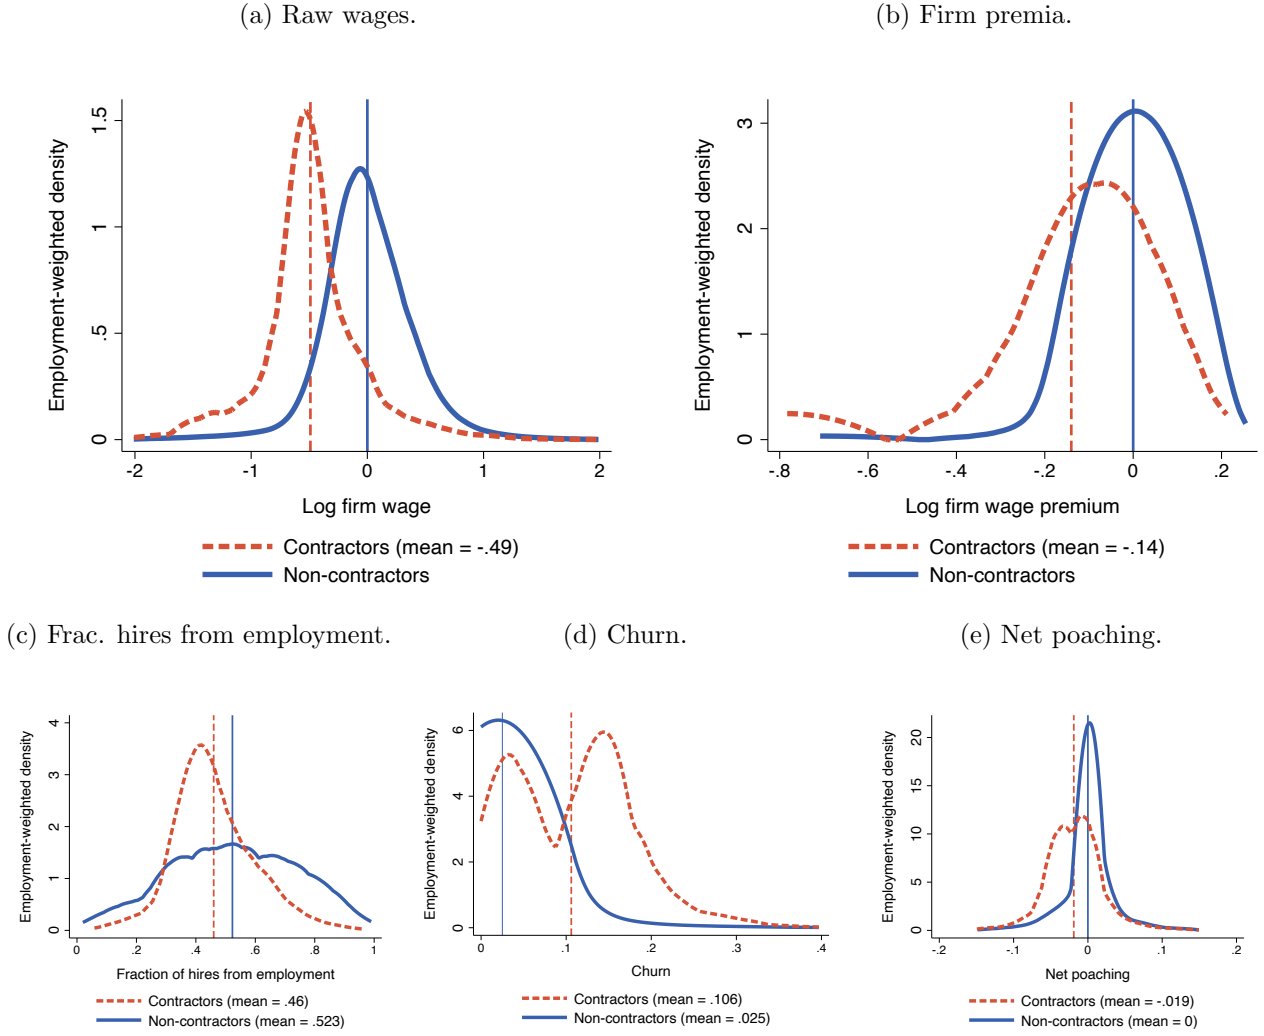 (a) Raw wages.
(b) Firm premia.
Employment-weighted density
1.5
1
.5
0
-2 -1 0 1 2
Log firm wage
Contractors (mean = -.49)
Non-contractors
Employment-weighted density
3
2
1
0
-.8 -.6 -.4 -.2 0 .2
Log firm wage premium
Contractors (mean = -.14)
Non-contractors
(c) Frac. hires from employment.
(d) Churn.
(e) Net poaching.
Employment-weighted density
4
3
2
1
0
0 .2 .4 .6 .8 1
Fraction of hires from employment
Contractors (mean = .46)
Non-contractors (mean = .523)
Employment-weighted density
6
4
2
0
0 .1 .2 .3 .4
Churn
Contractors (mean = .106)
Non-contractors (mean = .025)
Employment-weighted density
20
15
10
5
0
-.2 -.1 0 .1 .2
Net poaching
Contractors (mean = -.019)
Non-contractors (mean = 0)